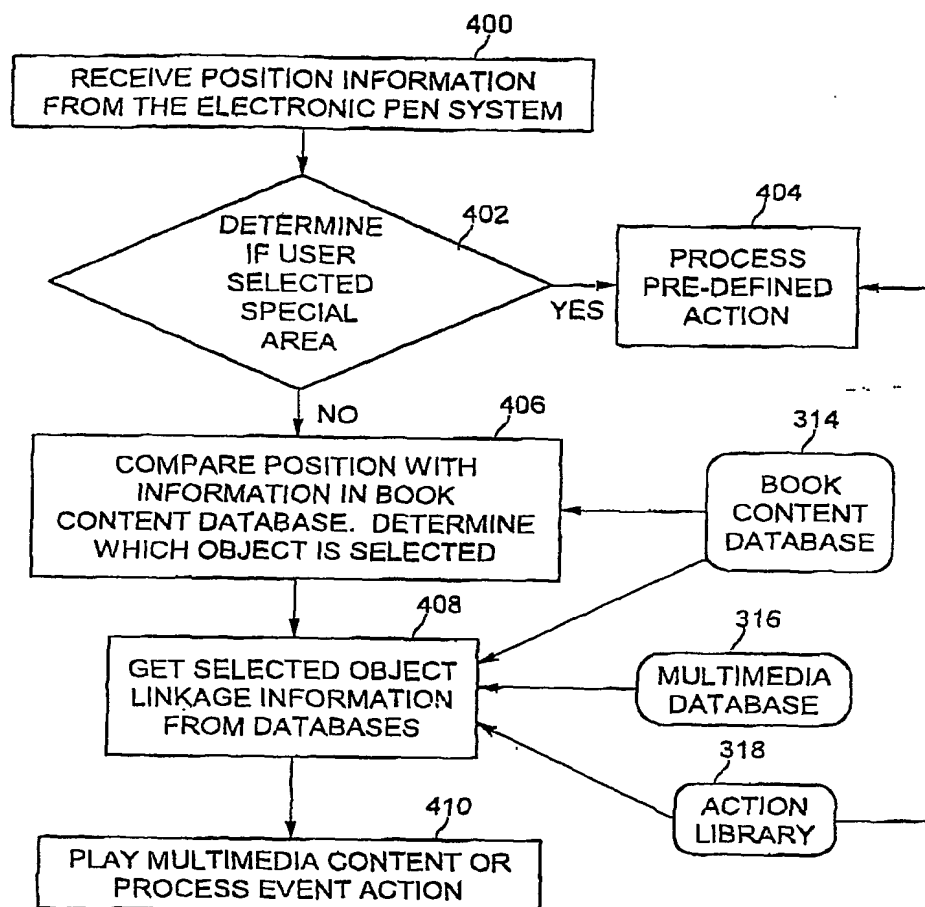 400
RECEIVE POSITION INFORMATION
FROM THE ELECTRONIC PEN SYSTEM
402
DETERMINE
IF USER
SELECTED
SPECIAL
AREA
YES
404
PROCESS
PRE-DEFINED
ACTION
NO
406
COMPARE POSITION WITH
INFORMATION IN BOOK
CONTENT DATABASE. DETERMINE
WHICH OBJECT IS SELECTED
314
BOOK
CONTENT
DATABASE
408
GET SELECTED OBJECT
LINKAGE INFORMATION
FROM DATABASES
316
MULTIMEDIA
DATABASE
318
ACTION
LIBRARY
410
PLAY MULTIMEDIA CONTENT OR
PROCESS EVENT ACTION